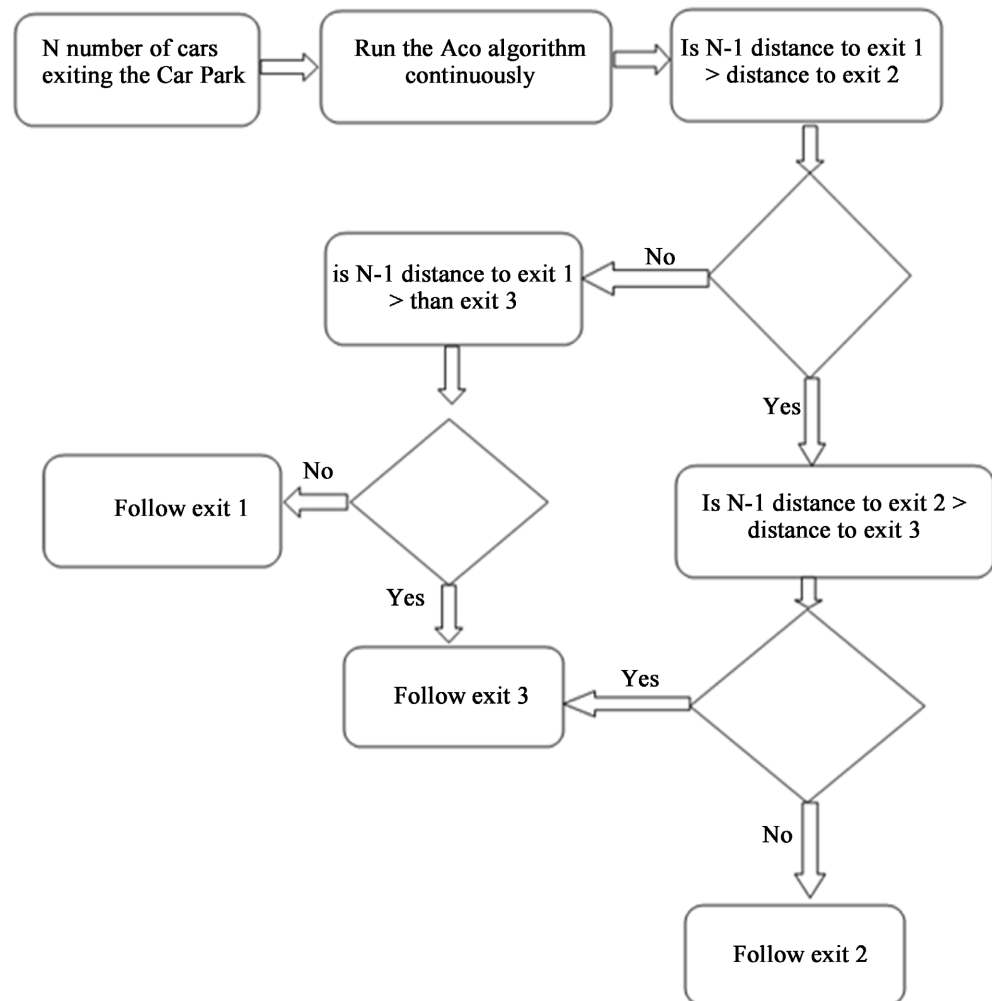 N number of cars
exiting the Car Park
Run the Aco algorithm
continuously
Is N-1 distance to exit 1
> distance to exit 2
No
is N-1 distance to exit 1
> than exit 3
Yes
No
Follow exit 1
Is N-1 distance to exit 2 >
distance to exit 3
Yes
Follow exit 3
Yes
No
Follow exit 2